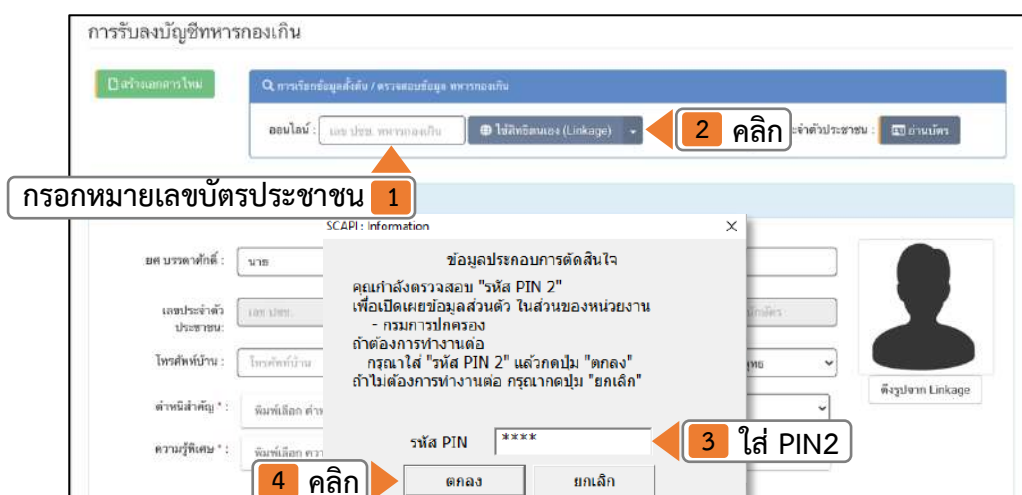 การรับลงบัญชีทหารกองเกิน
สร้างเอกสารใหม่
การเรียกข้อมูลตั้งต้น / ตรวจสอบข้อมูล ทหารกองเกิน
ออนไลน์ : เลข ปชช. ทหารกองเกิน ใช้สิทธิตนเอง (Linkage) 2 คลิก ะจำตัวประชาชน : อ่านบัตร
กรอกหมายเลขบัตรประชาชน 1
SCAPI : Information
ยศ บรรดาศักดิ์ : นาย
ข้อมูลประกอบการตัดสินใจ
คุณกำลังตรวจสอบ "รหัส PIN 2"
เพื่อเปิดเผยข้อมูลส่วนตัว ในส่วนของหน่วยงาน
- กรมการปกครอง
ถ้าต้องการทำงานต่อ
กรุณาใส่ "รหัส PIN 2" แล้วกดปุ่ม "ตกลง"
ถ้าไม่ต้องการทำงานต่อ กรุณากดปุ่ม "ยกเลิก"
เลขประจำตัว
ประชาชน: เลข ปชช.
โทรศัพท์บ้าน : โทรศัพท์บ้าน
ดึงรูปจาก Linkage
ตำหนิสำคัญ * : พิมพ์เลือก ตำห
ความรู้พิเศษ * : พิมพ์เลือก ควา
รหัส PIN **** 3 ใส่ PIN2
4 คลิก ตกลง ยกเลิก